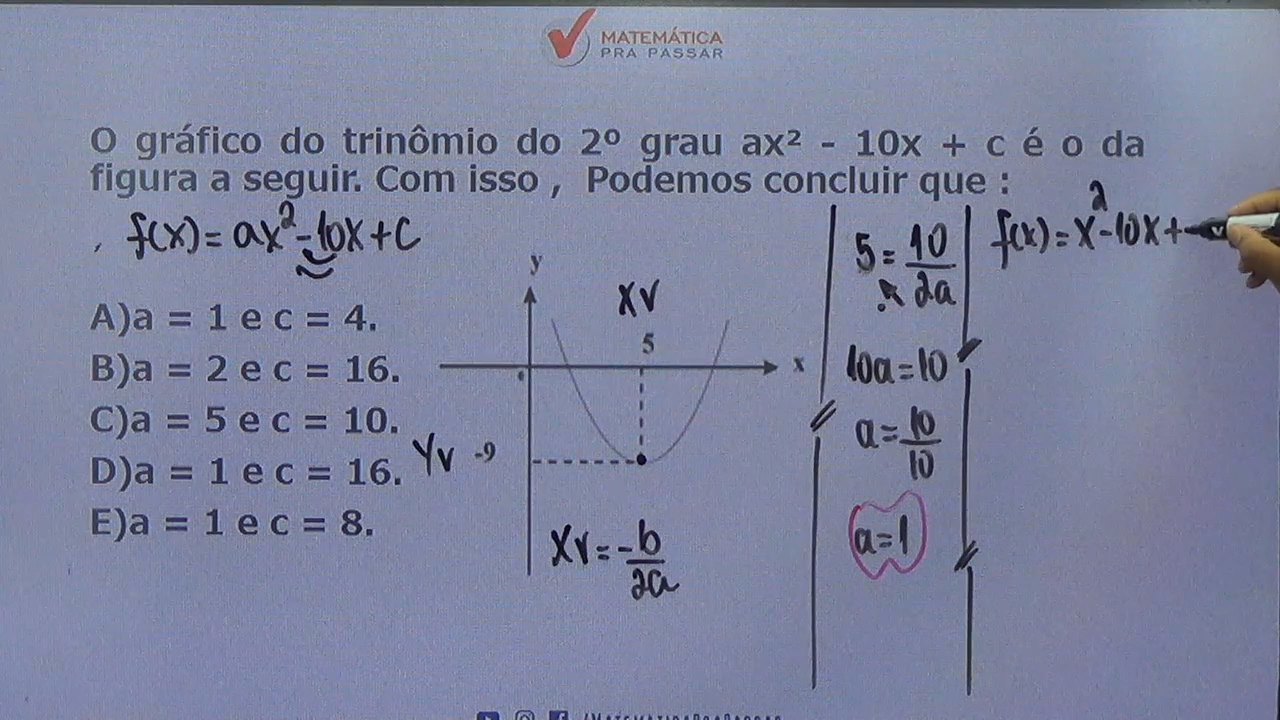 MATEMÁTICA
PRA PASSAR
O gráfico do trinômio do 2º grau ax² - 10x + c é o da
figura a seguir. Com isso , Podemos concluir que :
f(x)=ax²-10x+c
A)a = 1 e c = 4.
B)a = 2 e c = 16.
C)a = 5 e c = 10.
D)a = 1 e c = 16.
E)a = 1 e c = 8.
y
XV
5
x
YV -9
XV=-b/2a
5=10/2a
10a=10
a=10/10
a=1
f(x)=x²-10x+